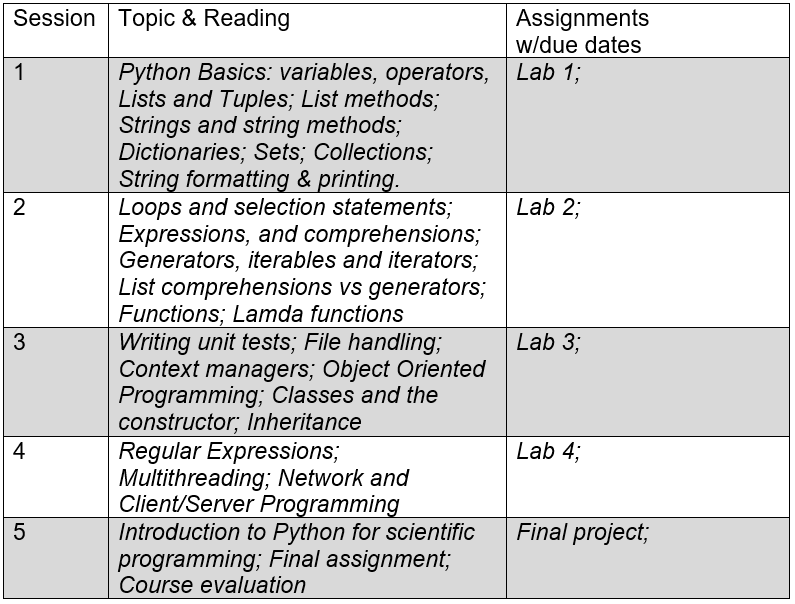 Session Topic & Reading Assignments
w/due dates
1 Python Basics: variables, operators, Lab 1;
Lists and Tuples; List methods;
Strings and string methods;
Dictionaries; Sets; Collections;
String formatting & printing.
2 Loops and selection statements; Lab 2;
Expressions, and comprehensions;
Generators, iterables and iterators;
List comprehensions vs generators;
Functions; Lamda functions
3 Writing unit tests; File handling; Lab 3;
Context managers; Object Oriented
Programming; Classes and the
constructor; Inheritance
4 Regular Expressions; Lab 4;
Multithreading; Network and
Client/Server Programming
5 Introduction to Python for scientific Final project;
programming; Final assignment;
Course evaluation